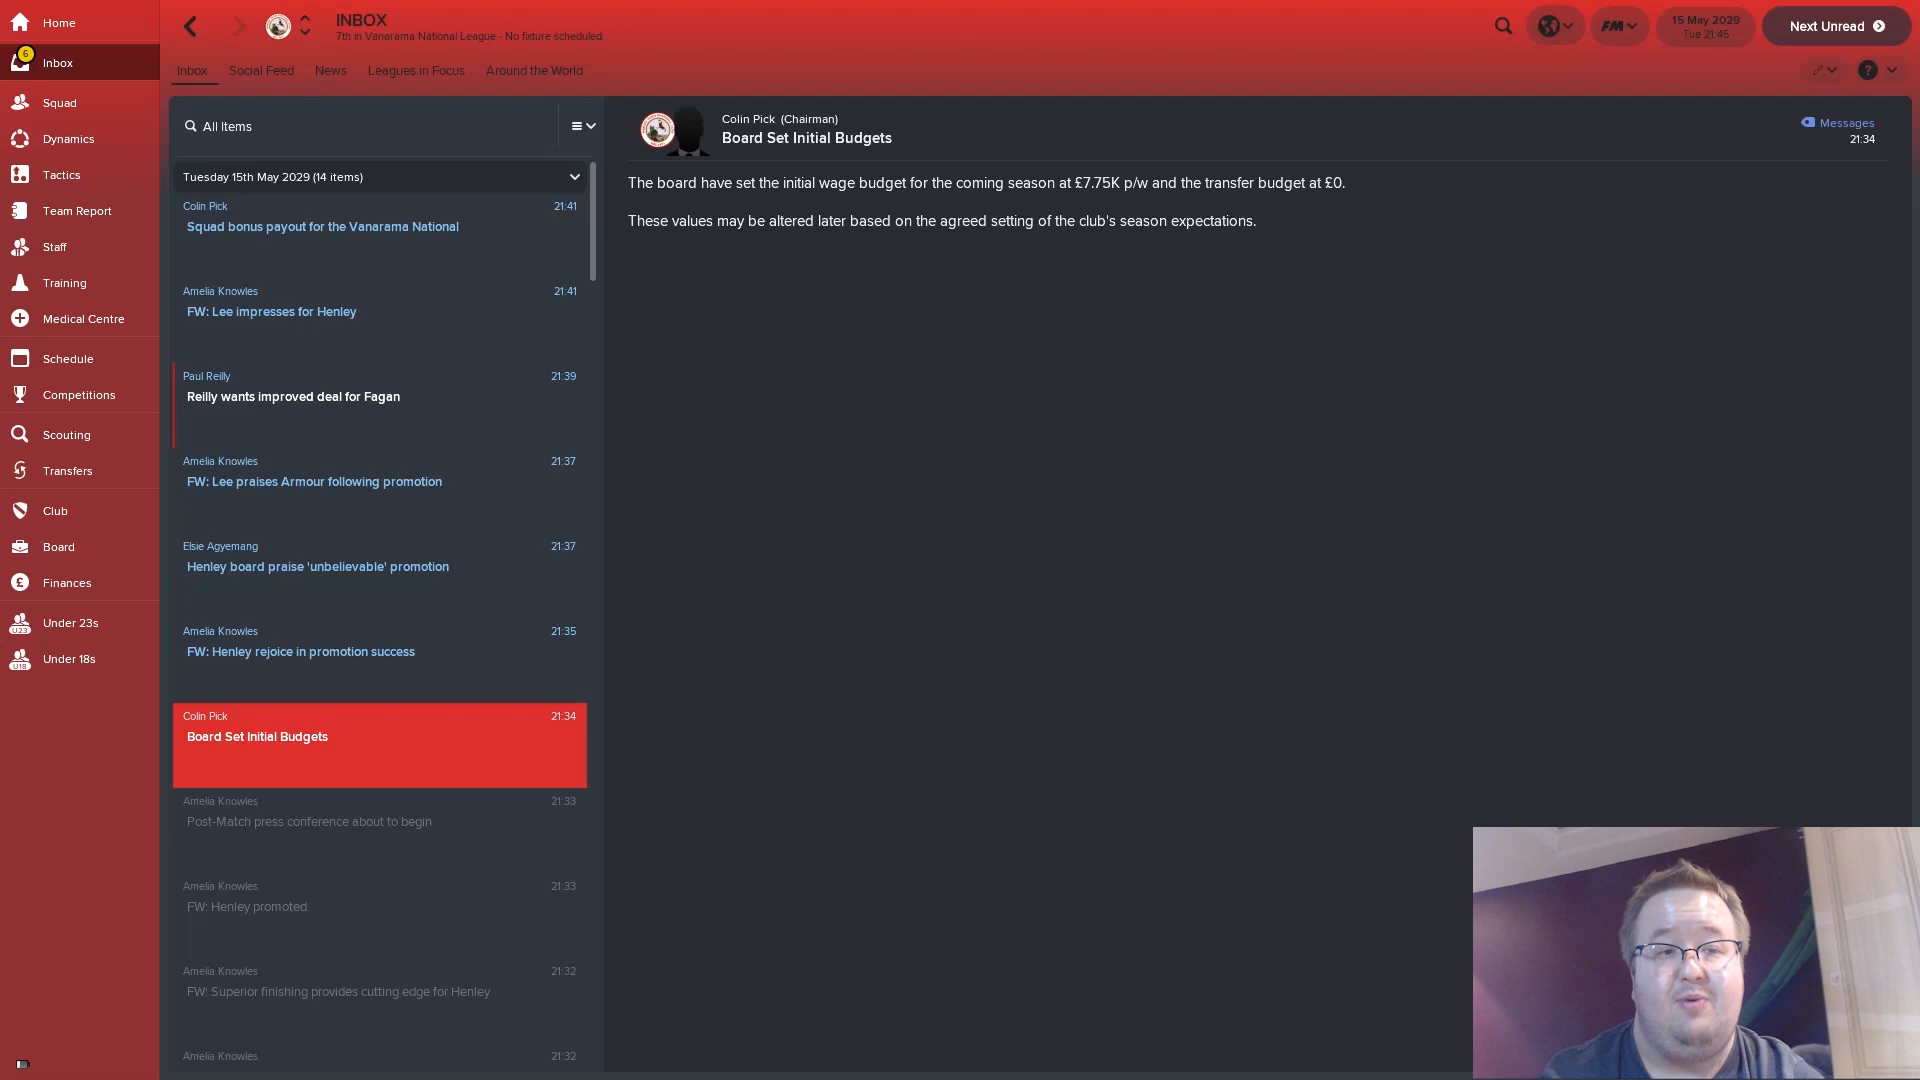 Home
6
Inbox
Squad
Dynamics
Tactics
Team Report
Staff
Training
Medical Centre
Schedule
Competitions
Scouting
Transfers
Club
Board
Finances
U23
Under 23s
U18
Under 18s
INBOX
7th in Vanarama National League - No fixture scheduled.
FM
15 May 2029
Tue 21:45
Next Unread
Inbox
Social Feed
News
Leagues in Focus
Around the World
?
All Items
Tuesday 15th May 2029 (14 items)
Colin Pick 21:41
Squad bonus payout for the Vanarama National
Amelia Knowles 21:41
FW: Lee impresses for Henley
Paul Reilly 21:39
Reilly wants improved deal for Fagan
Amelia Knowles 21:37
FW: Lee praises Armour following promotion
Elsie Agyemang 21:37
Henley board praise 'unbelievable' promotion
Amelia Knowles 21:35
FW: Henley rejoice in promotion success
Colin Pick 21:34
Board Set Initial Budgets
Amelia Knowles 21:33
Post-Match press conference about to begin
Amelia Knowles 21:33
FW: Henley promoted
Amelia Knowles 21:32
FW: Superior finishing provides cutting edge for Henley
Amelia Knowles 21:32
Colin Pick (Chairman)
Board Set Initial Budgets
Messages
21:34
The board have set the initial wage budget for the coming season at £7.75K p/w and the transfer budget at £0.
These values may be altered later based on the agreed setting of the club's season expectations.